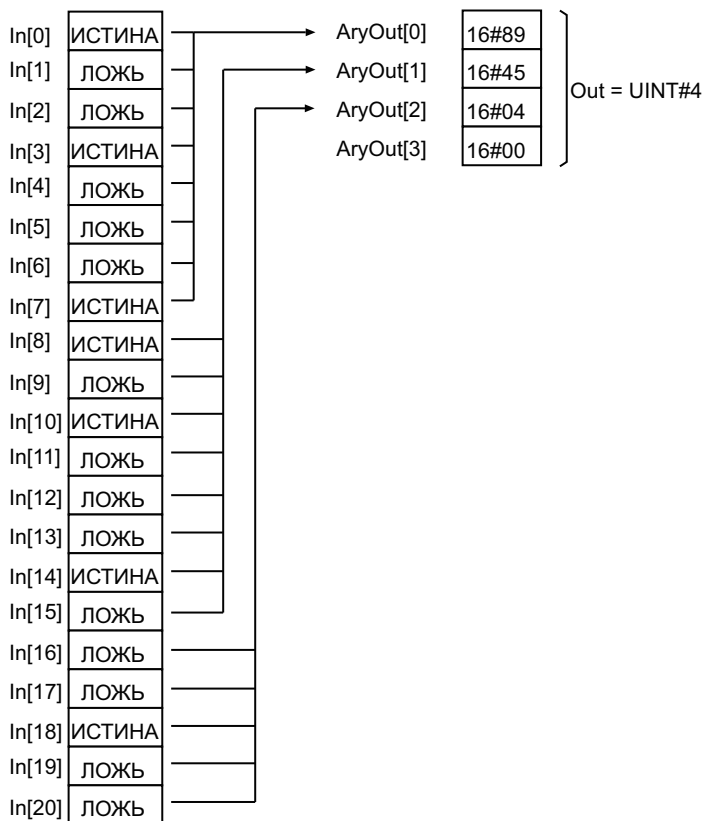 In[0] ИСТИНА AryOut[0] 16#89
In[1] ЛОЖЬ AryOut[1] 16#45
Out = UINT#4
In[2] ЛОЖЬ AryOut[2] 16#04
In[3] ИСТИНА AryOut[3] 16#00
In[4] ЛОЖЬ
In[5] ЛОЖЬ
In[6] ЛОЖЬ
In[7] ИСТИНА
In[8] ИСТИНА
In[9] ЛОЖЬ
In[10] ИСТИНА
In[11] ЛОЖЬ
In[12] ЛОЖЬ
In[13] ЛОЖЬ
In[14] ИСТИНА
In[15] ЛОЖЬ
In[16] ЛОЖЬ
In[17] ЛОЖЬ
In[18] ИСТИНА
In[19] ЛОЖЬ
In[20] ЛОЖЬ